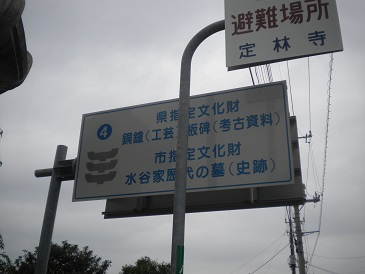 避難場所
定林寺
4
県指定文化財
銅鐘(工芸 板碑(考古資料)
市指定文化財
水谷家歴代の墓(史跡)